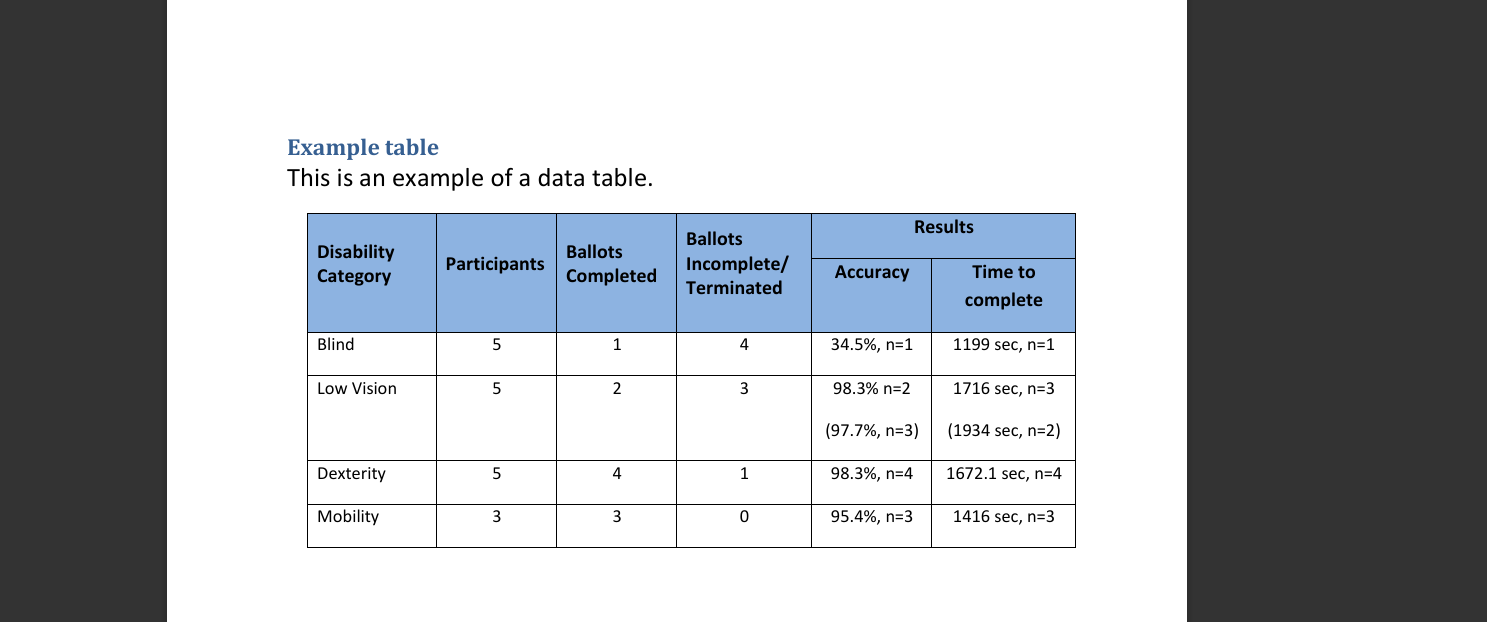 Example table
This is an example of a data table.
Disability
Category
Participants
Ballots
Completed
Ballots
Incomplete/
Terminated
Results
Accuracy
Time to
complete
Blind 5 1 4 34.5%, n=1 1199 sec, n=1
Low Vision 5 2 3 98.3% n=2 1716 sec, n=3
(97.7%, n=3) (1934 sec, n=2)
Dexterity 5 4 1 98.3%, n=4 1672.1 sec, n=4
Mobility 3 3 0 95.4%, n=3 1416 sec, n=3